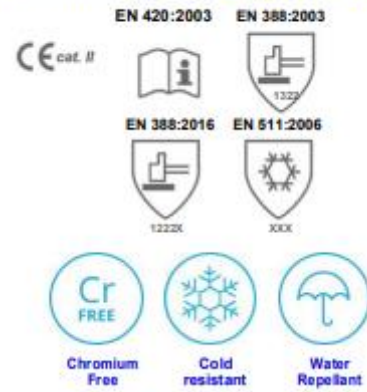 EN 420:2003 EN 388:2003
CE cat. II
i
1322
EN 388:2016 EN 511:2006
1222X XXX
Cr
FREE
Chromium Cold Water
Free resistant Repellant